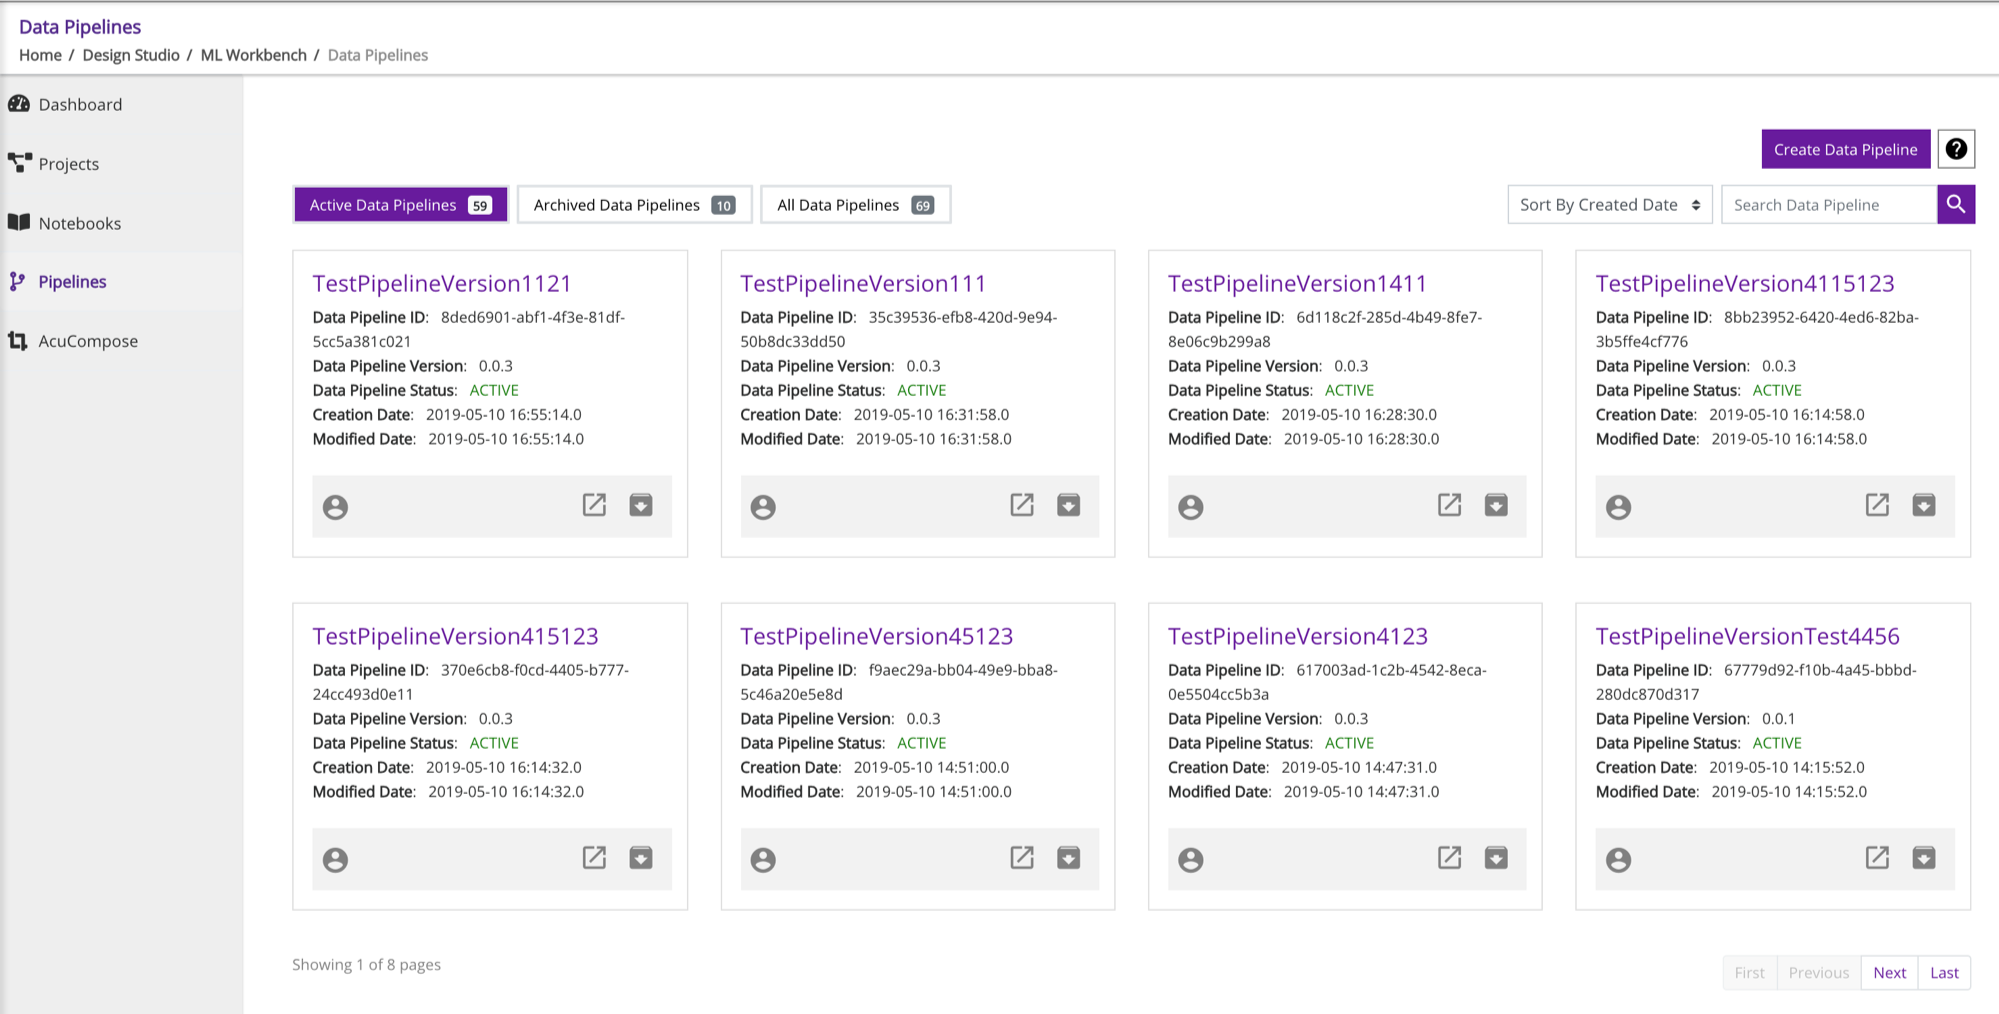 Data Pipelines
Home / Design Studio / ML Workbench / Data Pipelines
Dashboard
Projects
Notebooks
Pipelines
AcuCompose
Create Data Pipeline
Active Data Pipelines 59
Archived Data Pipelines 10
All Data Pipelines 69
Sort By Created Date
Search Data Pipeline
TestPipelineVersion1121
Data Pipeline ID: 8ded6901-abf1-4f3e-81df-
5cc5a381c021
Data Pipeline Version: 0.0.3
Data Pipeline Status: ACTIVE
Creation Date: 2019-05-10 16:55:14.0
Modified Date: 2019-05-10 16:55:14.0
TestPipelineVersion111
Data Pipeline ID: 35c39536-efb8-420d-9e94-
50b8dc33dd50
Data Pipeline Version: 0.0.3
Data Pipeline Status: ACTIVE
Creation Date: 2019-05-10 16:31:58.0
Modified Date: 2019-05-10 16:31:58.0
TestPipelineVersion1411
Data Pipeline ID: 6d118c2f-285d-4b49-8fe7-
8e06c9b299a8
Data Pipeline Version: 0.0.3
Data Pipeline Status: ACTIVE
Creation Date: 2019-05-10 16:28:30.0
Modified Date: 2019-05-10 16:28:30.0
TestPipelineVersion4115123
Data Pipeline ID: 8bb23952-6420-4ed6-82ba-
3b5ffe4cf776
Data Pipeline Version: 0.0.3
Data Pipeline Status: ACTIVE
Creation Date: 2019-05-10 16:14:58.0
Modified Date: 2019-05-10 16:14:58.0
TestPipelineVersion415123
Data Pipeline ID: 370e6cb8-f0cd-4405-b777-
24cc493d0e11
Data Pipeline Version: 0.0.3
Data Pipeline Status: ACTIVE
Creation Date: 2019-05-10 16:14:32.0
Modified Date: 2019-05-10 16:14:32.0
TestPipelineVersion45123
Data Pipeline ID: f9aec29a-bb04-49e9-bba8-
5c46a20e5e8d
Data Pipeline Version: 0.0.3
Data Pipeline Status: ACTIVE
Creation Date: 2019-05-10 14:51:00.0
Modified Date: 2019-05-10 14:51:00.0
TestPipelineVersion4123
Data Pipeline ID: 617003ad-1c2b-4542-8eca-
0e5504cc5b3a
Data Pipeline Version: 0.0.3
Data Pipeline Status: ACTIVE
Creation Date: 2019-05-10 14:47:31.0
Modified Date: 2019-05-10 14:47:31.0
TestPipelineVersionTest4456
Data Pipeline ID: 67779d92-f10b-4a45-bbbd-
280dc870d317
Data Pipeline Version: 0.0.1
Data Pipeline Status: ACTIVE
Creation Date: 2019-05-10 14:15:52.0
Modified Date: 2019-05-10 14:15:52.0
Showing 1 of 8 pages
First Previous Next Last